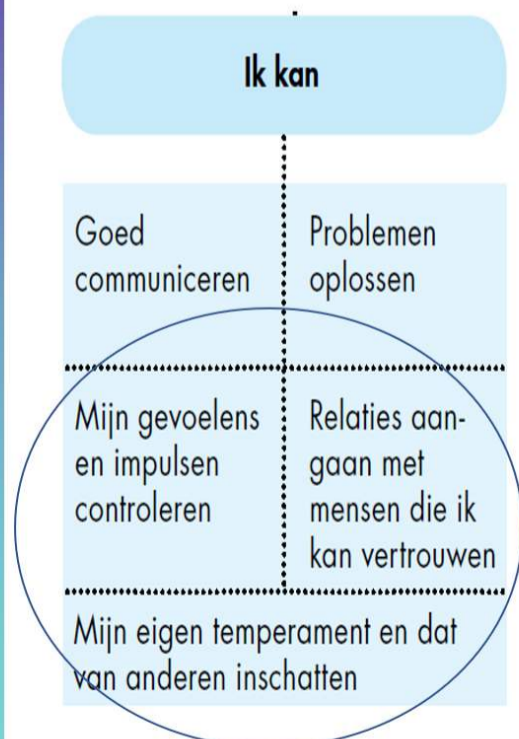 Ik kan
Goed
communiceren
Problemen
oplossen
Mijn gevoelens
en impulsen
controleren
Relaties aan-
gaan met
mensen die ik
kan vertrouwen
Mijn eigen temperament en dat
van anderen inschatten